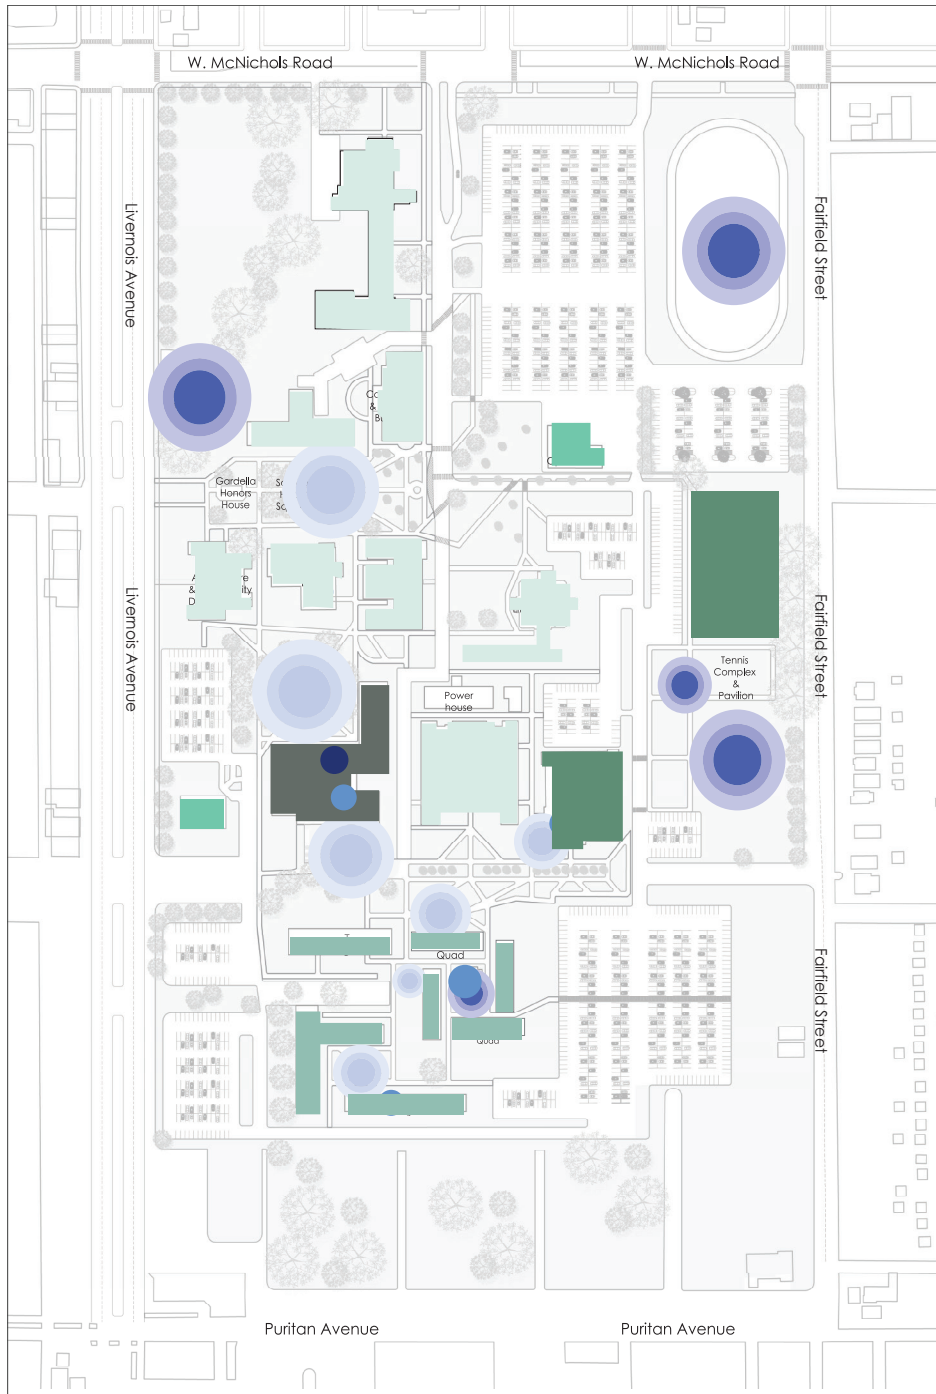 W. McNichols Road
W. McNichols Road
Livernois Avenue
Fairfield Street
Gardella
Honors
House
Livernois Avenue
Fairfield Street
Tennis
Complex
&
Pavilion
Power
house
Quad
Quad
Fairfield Street
Puritan Avenue
Puritan Avenue